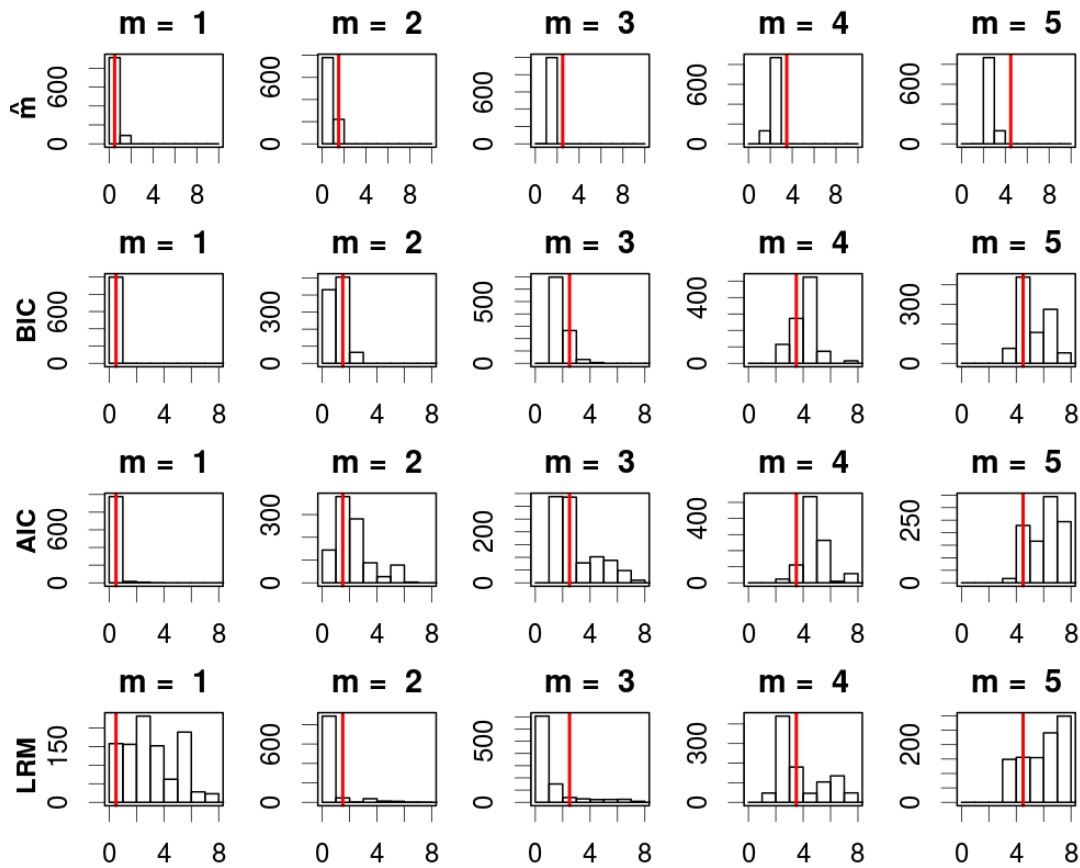 m = 1 m = 2 m = 3 m = 4 m = 5
m̂
0 600 0 600 0 600 0 600 0 600
0 4 8 0 4 8 0 4 8 0 4 8 0 4 8
m = 1 m = 2 m = 3 m = 4 m = 5
BIC
0 600 0 300 0 500 0 400 0 300
0 4 8 0 4 8 0 4 8 0 4 8 0 4 8
m = 1 m = 2 m = 3 m = 4 m = 5
AIC
0 600 0 300 0 200 0 400 0 250
0 4 8 0 4 8 0 4 8 0 4 8 0 4 8
m = 1 m = 2 m = 3 m = 4 m = 5
LRM
0 150 0 600 0 500 0 300 0 200
0 4 8 0 4 8 0 4 8 0 4 8 0 4 8